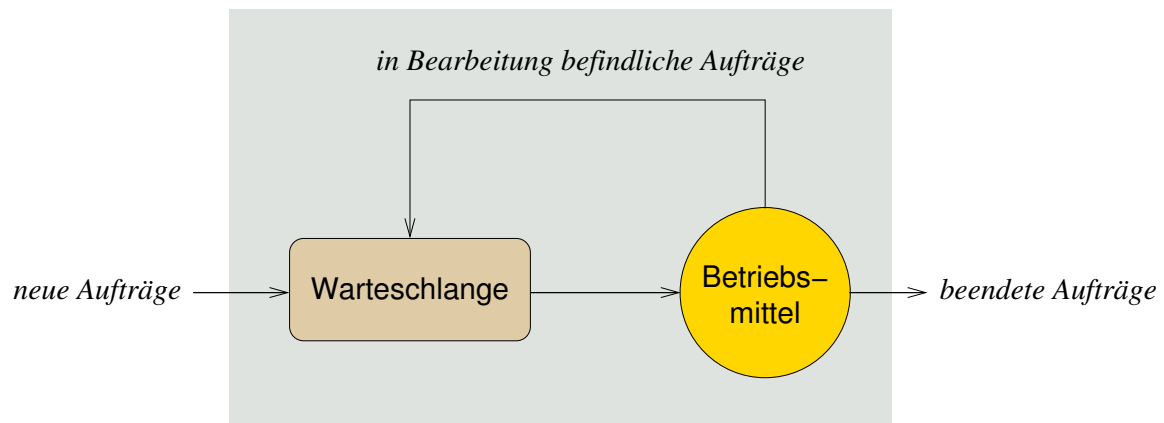 in Bearbeitung befindliche Aufträge
neue Aufträge
Warteschlange
Betriebs–
mittel
beendete Aufträge